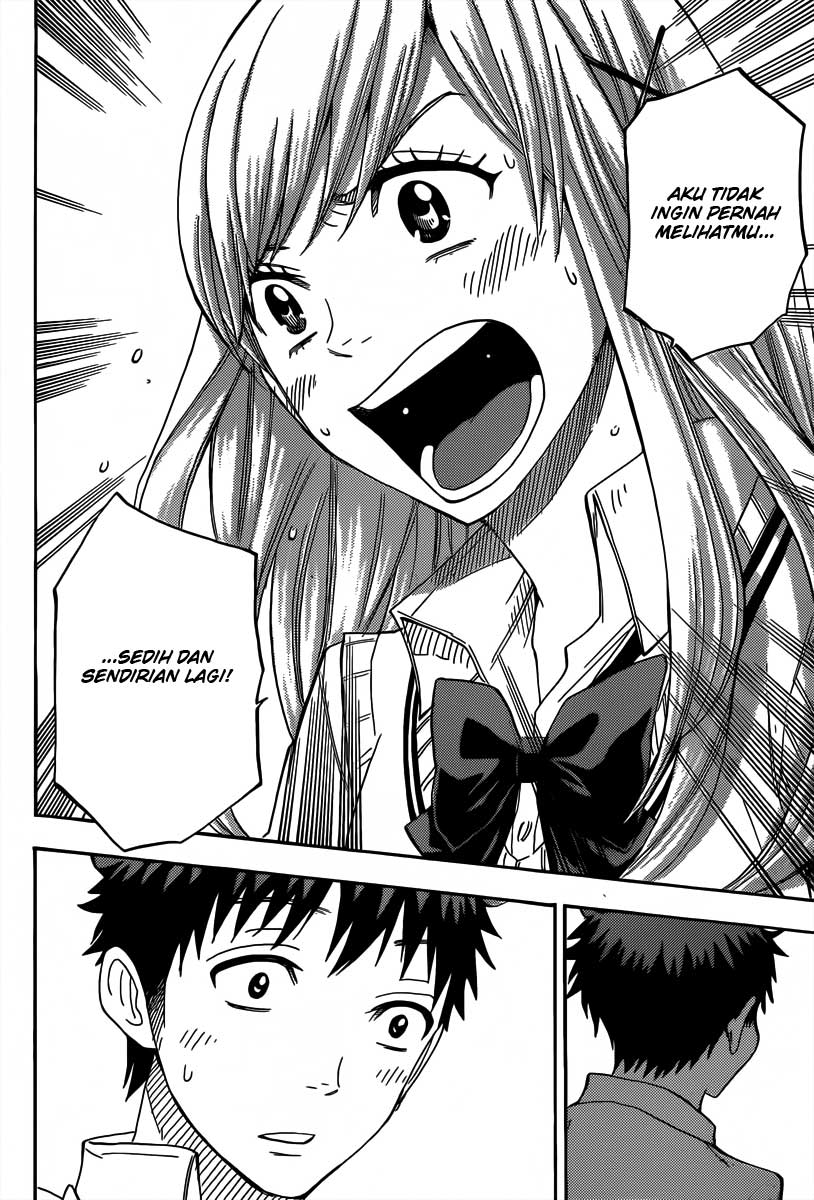 AKU TIDAK
INGIN PERNAH
MELIHATMU...
...SEDIH DAN
SENDIRIAN LAGI!